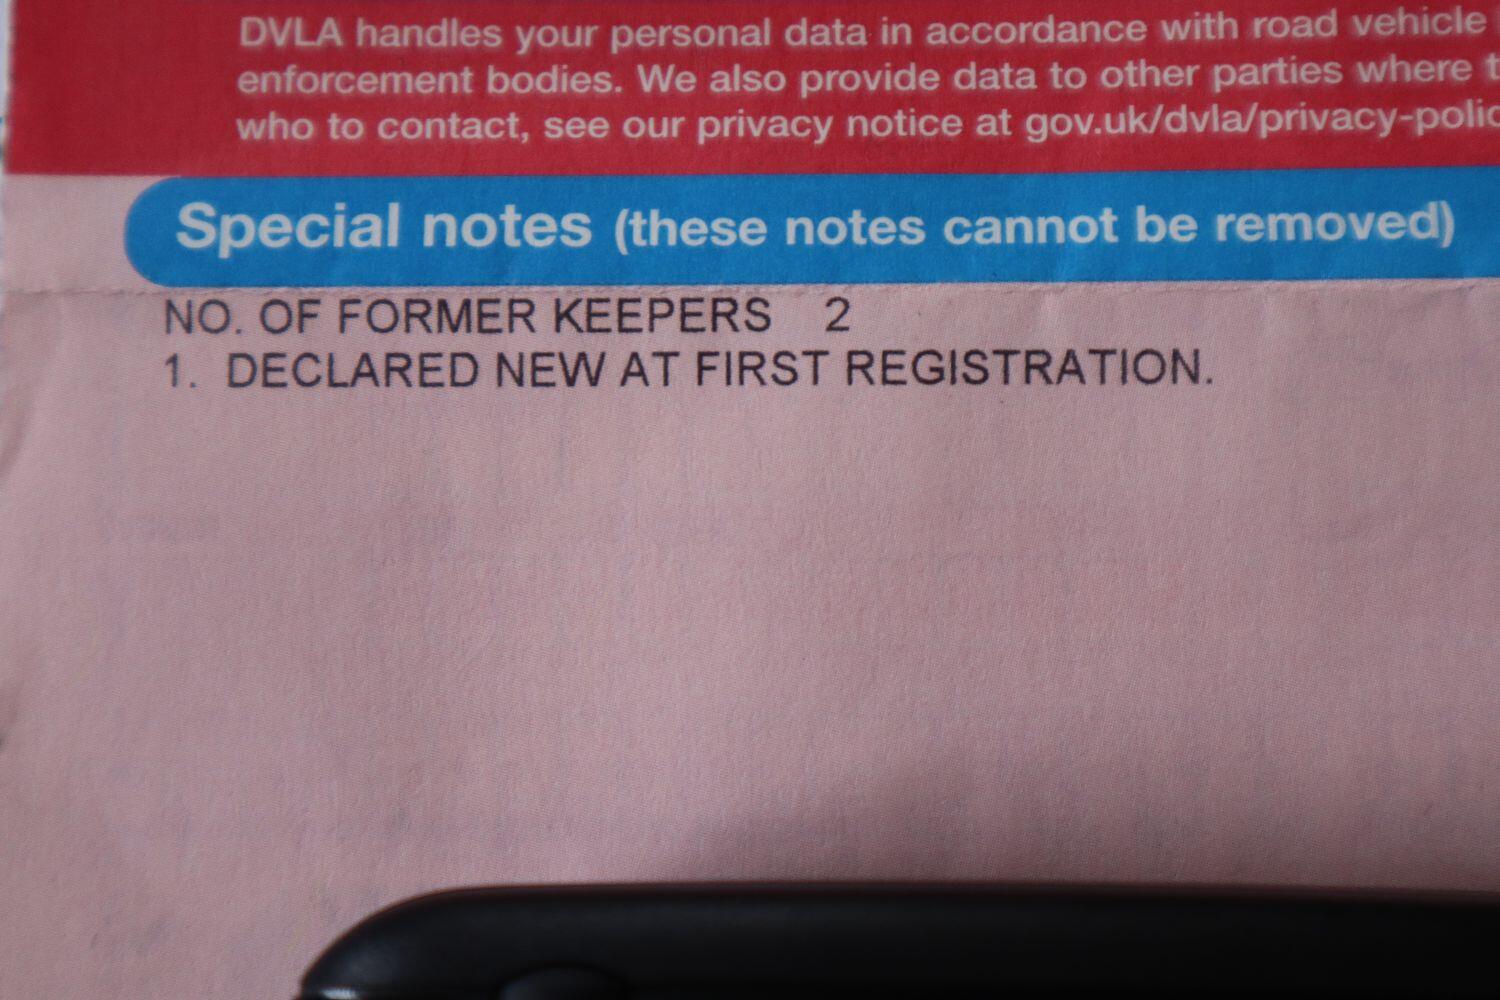 DVLA handles your personal data in accordance with road vehicle
enforcement bodies. We also provide data to other parties where
who to contact, see our privacy notice at gov.uk/dvla/privacy-polic
Special notes (these notes cannot be removed)
NO. OF FORMER KEEPERS 2
1. DECLARED NEW AT FIRST REGISTRATION.